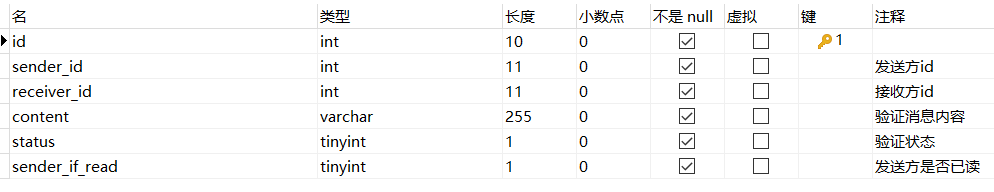 名 类型 长度 小数点 不是 null 虚拟 键 注释
id int 10 0 1
sender_id int 11 0 发送方id
receiver_id int 11 0 接收方id
content varchar 255 0 验证消息内容
status tinyint 1 0 验证状态
sender_if_read tinyint 1 0 发送方是否已读